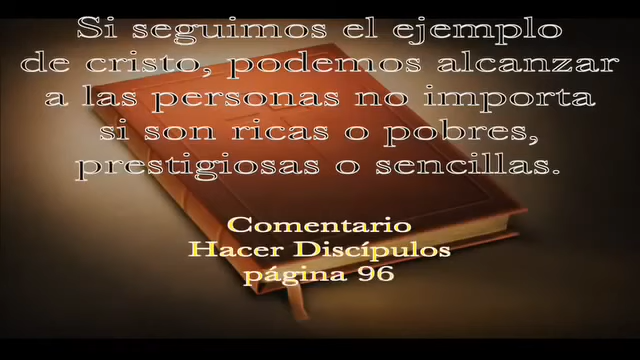 Si seguimos el ejemplo
de cristo, podemos alcanzar
a las personas no importa
si son ricas o pobres,
prestigiosas o sencillas.
Comentario
Hacer Discípulos
página 96